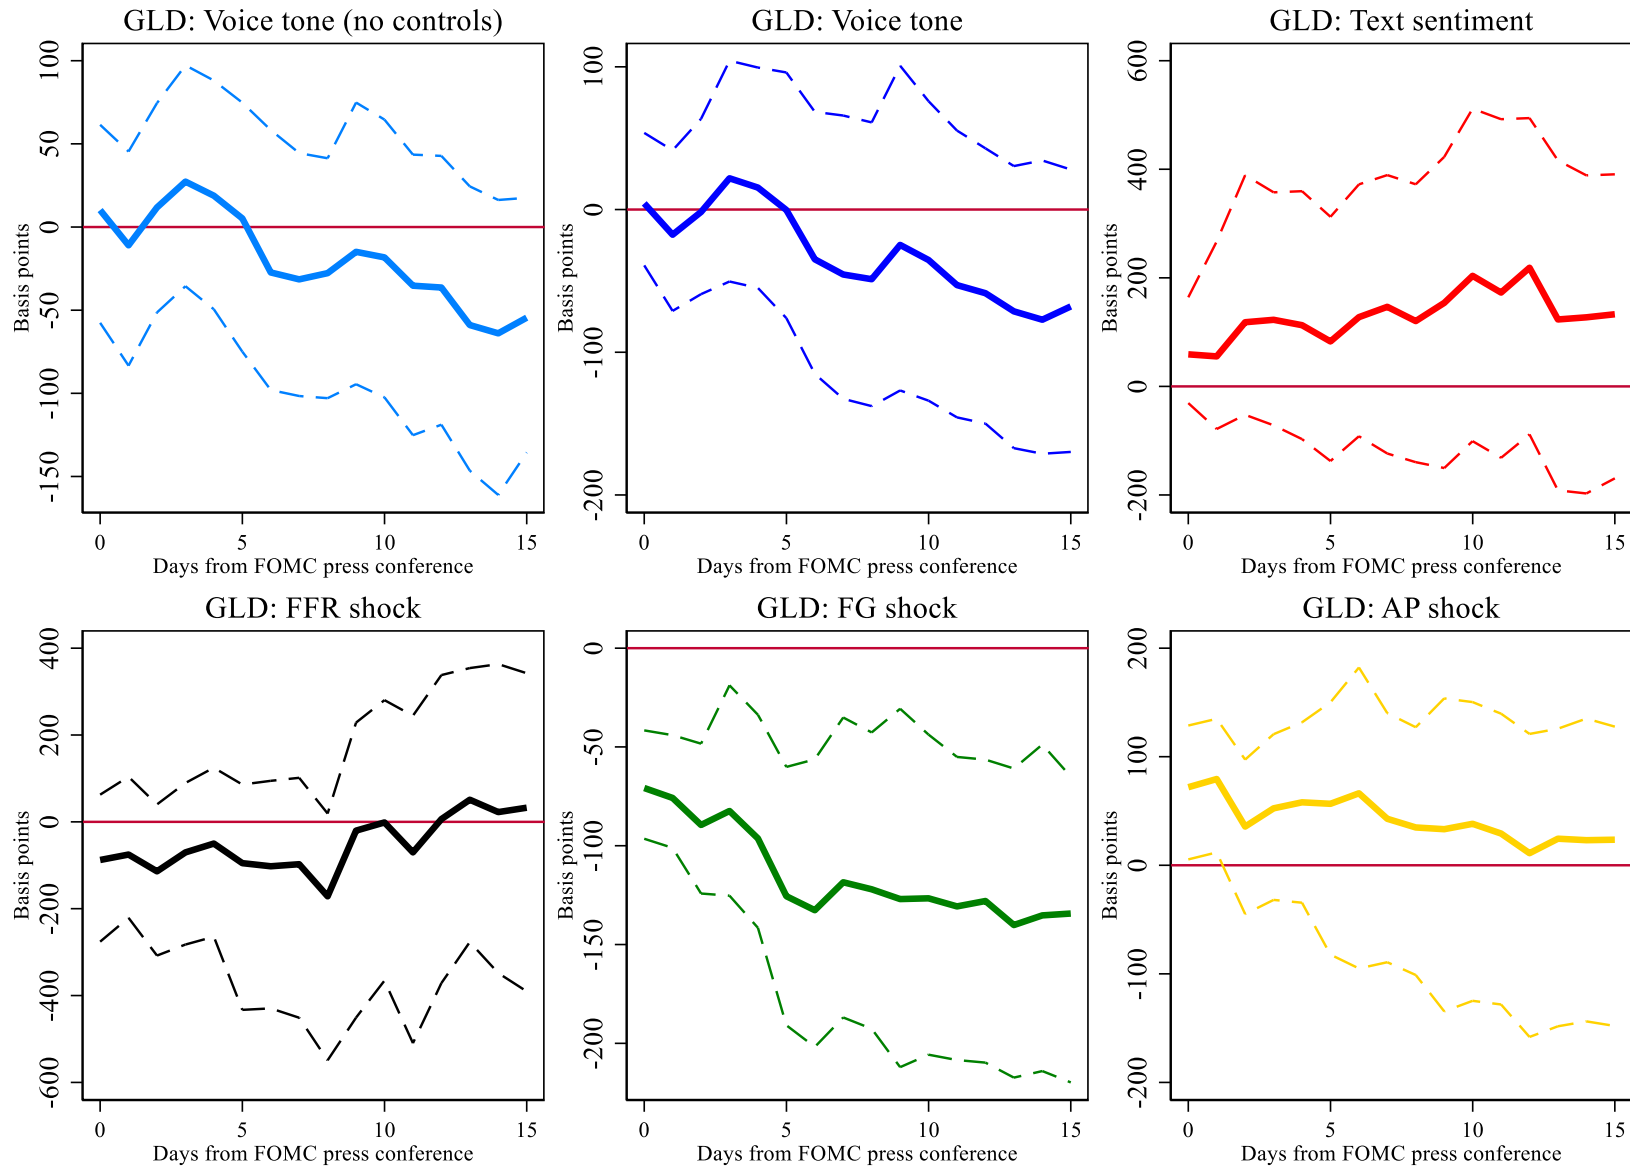 GLD: Voice tone (no controls)
100
50
0
-50
-100
-150
Basis points
0 5 10 15
Days from FOMC press conference
GLD: Voice tone
100
0
-100
-200
Basis points
0 5 10 15
Days from FOMC press conference
GLD: Text sentiment
600
400
200
0
-200
Basis points
0 5 10 15
Days from FOMC press conference
GLD: FFR shock
400
200
0
-200
-400
-600
Basis points
0 5 10 15
Days from FOMC press conference
GLD: FG shock
0
-50
-100
-150
-200
Basis points
0 5 10 15
Days from FOMC press conference
GLD: AP shock
200
100
0
-100
-200
Basis points
0 5 10 15
Days from FOMC press conference